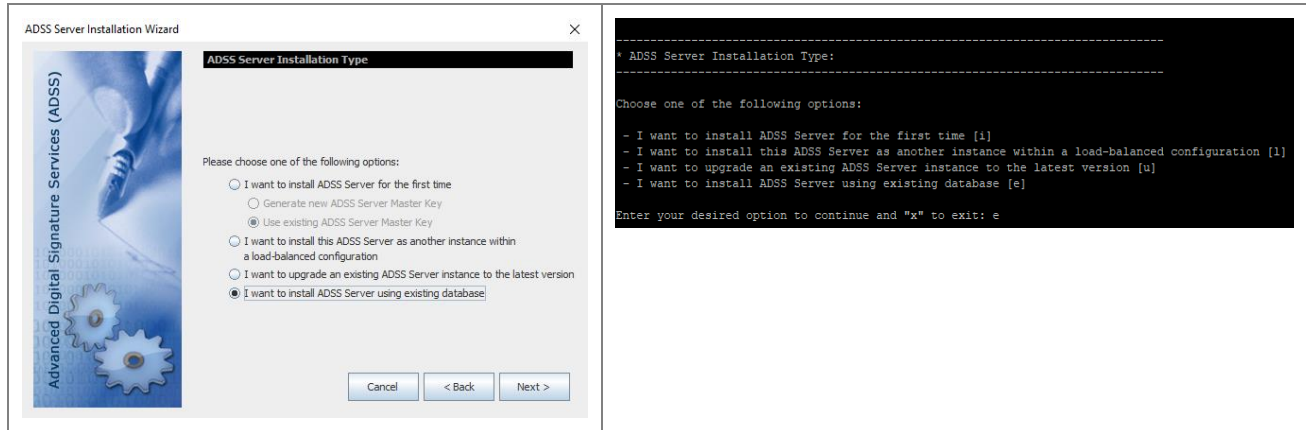 ADSS Server Installation Wizard
Advanced Digital Signature Services (ADSS)
ADSS Server Installation Type
Please choose one of the following options:
I want to install ADSS Server for the first time
Generate new ADSS Server Master Key
Use existing ADSS Server Master Key
I want to install this ADSS Server as another instance within
a load-balanced configuration
I want to upgrade an existing ADSS Server instance to the latest version
I want to install ADSS Server using existing database
Cancel
< Back
Next >
--------------------------------------------------------------------------------
* ADSS Server Installation Type:
--------------------------------------------------------------------------------
Choose one of the following options:
- I want to install ADSS Server for the first time [i]
- I want to install this ADSS Server as another instance within a load-balanced configuration [l]
- I want to upgrade an existing ADSS Server instance to the latest version [u]
- I want to install ADSS Server using existing database [e]
Enter your desired option to continue and "x" to exit: e